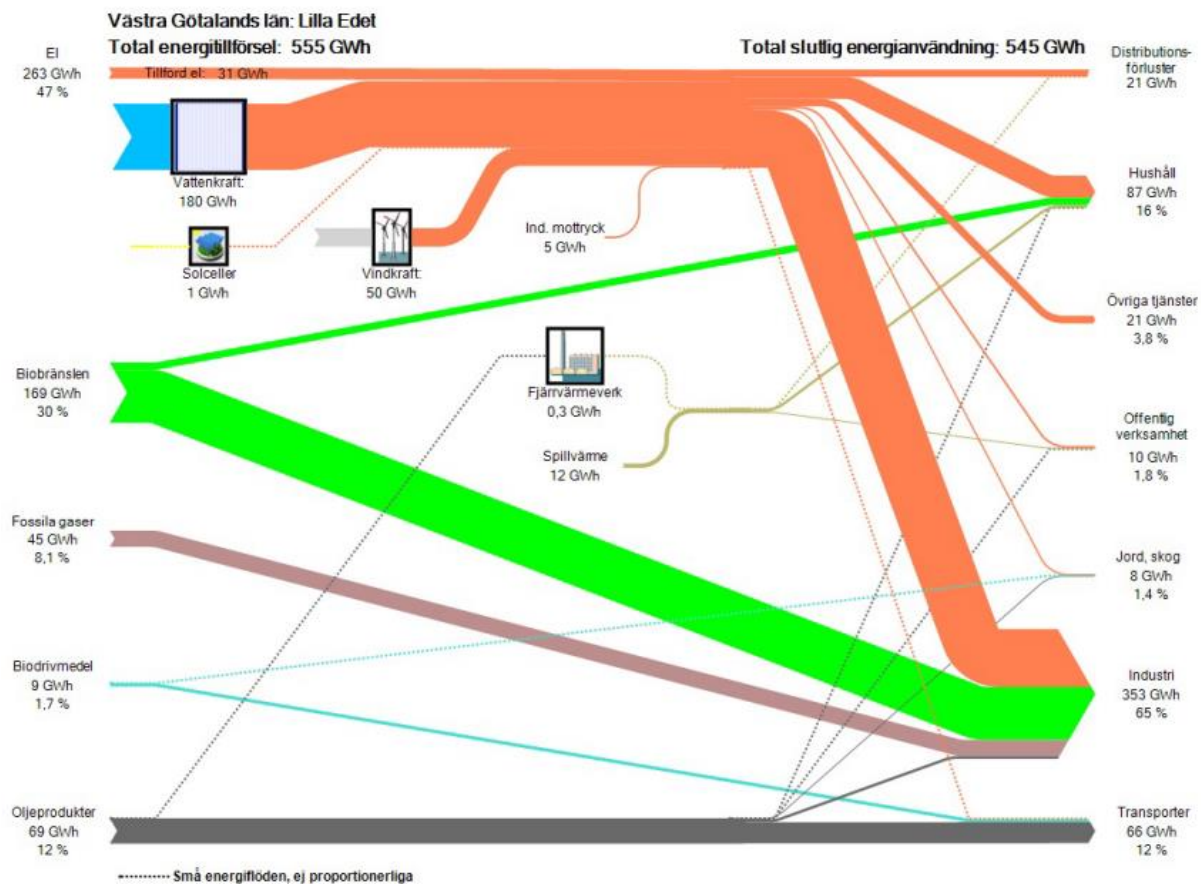 Västra Götalands län: Lilla Edet
Total energitillförsel: 555 GWh
Total slutlig energianvändning: 545 GWh
El
263 GWh
47 %
Tillförd el: 31 GWh
Vattenkraft:
180 GWh
Solceller
1 GWh
Vindkraft:
50 GWh
Ind. mottryck
5 GWh
Biobränslen
169 GWh
30 %
Fjärrvärmeverk
0,3 GWh
Spillvärme
12 GWh
Fossila gaser
45 GWh
8,1 %
Biodrivmedel
9 GWh
1,7 %
Oljeprodukter
69 GWh
12 %
Distributions-
förluster
21 GWh
Hushåll
87 GWh
16 %
Övriga tjänster
21 GWh
3,8 %
Offentlig
verksamhet
10 GWh
1,8 %
Jord, skog
8 GWh
1,4 %
Industri
353 GWh
65 %
Transporter
66 GWh
12 %
Små energiflöden, ej proportionerliga